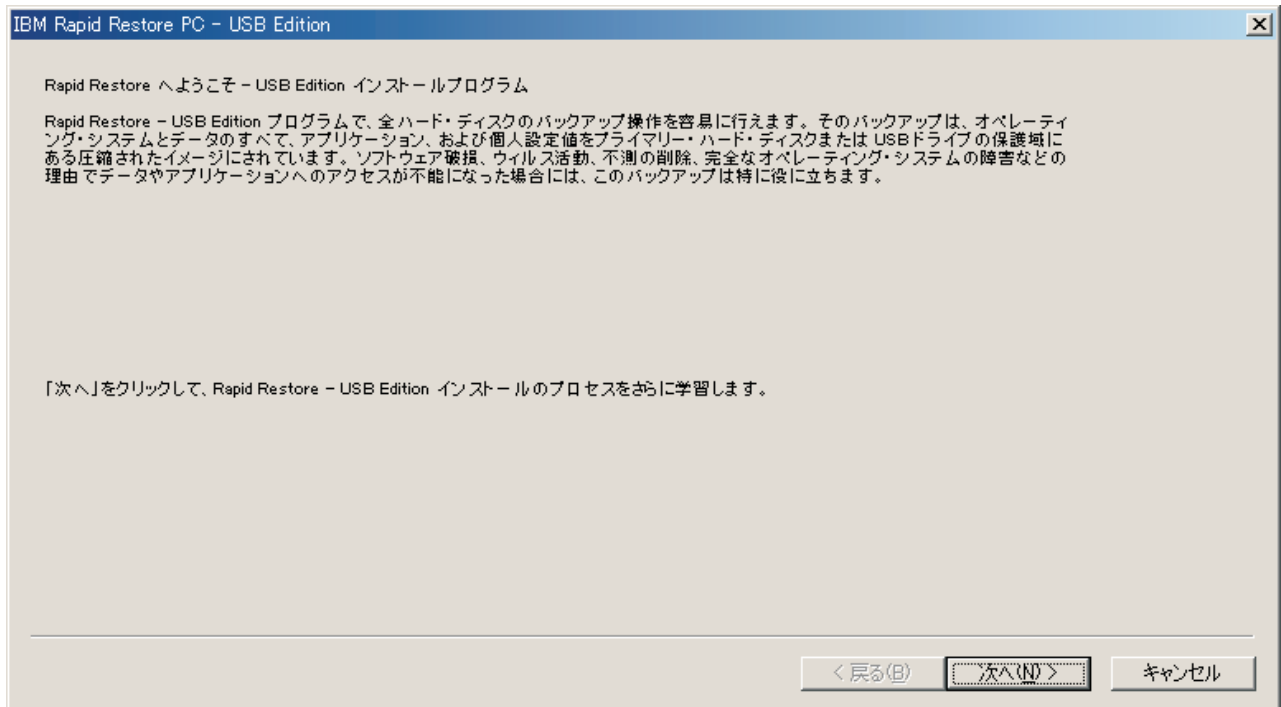 IBM Rapid Restore PC - USB Edition
Rapid Restore へようこそ - USB Edition インストールプログラム
Rapid Restore - USB Edition プログラムで、全ハード・ディスクのバックアップ操作を容易に行えます。そのバックアップは、オペレーティ
ング・システムとデータのすべて、アプリケーション、および個人設定値をプライマリー・ハード・ディスクまたは USBドライブの保護域に
ある圧縮されたイメージにされています。ソフトウェア破損、ウィルス活動、不測の削除、完全なオペレーティング・システムの障害などの
理由でデータやアプリケーションへのアクセスが不能になった場合には、このバックアップは特に役に立ちます。
「次へ」をクリックして、Rapid Restore - USB Edition インストールのプロセスをさらに学習します。
< 戻る(B)
次へ(N) >
キャンセル